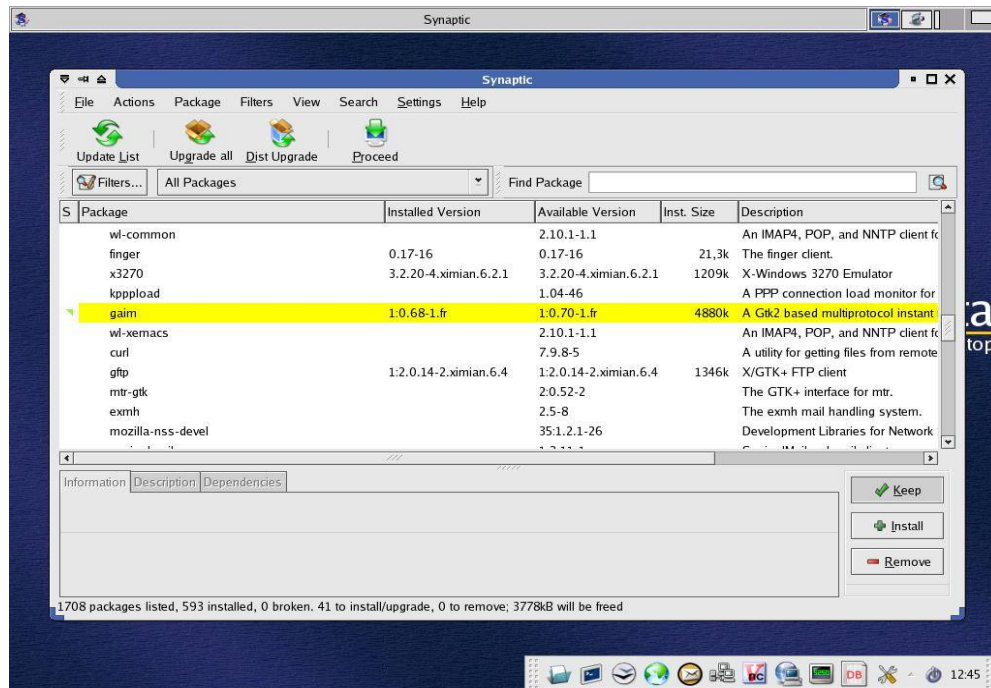 Synaptic
Synaptic
File Actions Package Filters View Search Settings Help
Update List Upgrade all Dist Upgrade Proceed
Filters... All Packages Find Package
S Package Installed Version Available Version Inst. Size Description
wl-common 2.10.1-1.1 An IMAP4, POP, and NNTP client fo
finger 0.17-16 0.17-16 21,3k The finger client.
x3270 3.2.20-4.ximian.6.2.1 3.2.20-4.ximian.6.2.1 1209k X-Windows 3270 Emulator
kpppload 1.04-46 A PPP connection load monitor for
gaim 1:0.68-1.fr 1:0.70-1.fr 4880k A Gtk2 based multiprotocol instant
wl-xemacs 2.10.1-1.1 An IMAP4, POP, and NNTP client fo
curl 7.9.8-5 A utility for getting files from remote
gftp 1:2.0.14-2.ximian.6.4 1:2.0.14-2.ximian.6.4 1346k X/GTK+ FTP client
mtr-gtk 2:0.52-2 The GTK+ interface for mtr.
exmh 2.5-8 The exmh mail handling system.
mozilla-nss-devel 35:1.2.1-26 Development Libraries for Network
ta
top
Information Description Dependencies
Keep
Install
Remove
1708 packages listed, 593 installed, 0 broken. 41 to install/upgrade, 0 to remove; 3778kB will be freed
DB 12:45